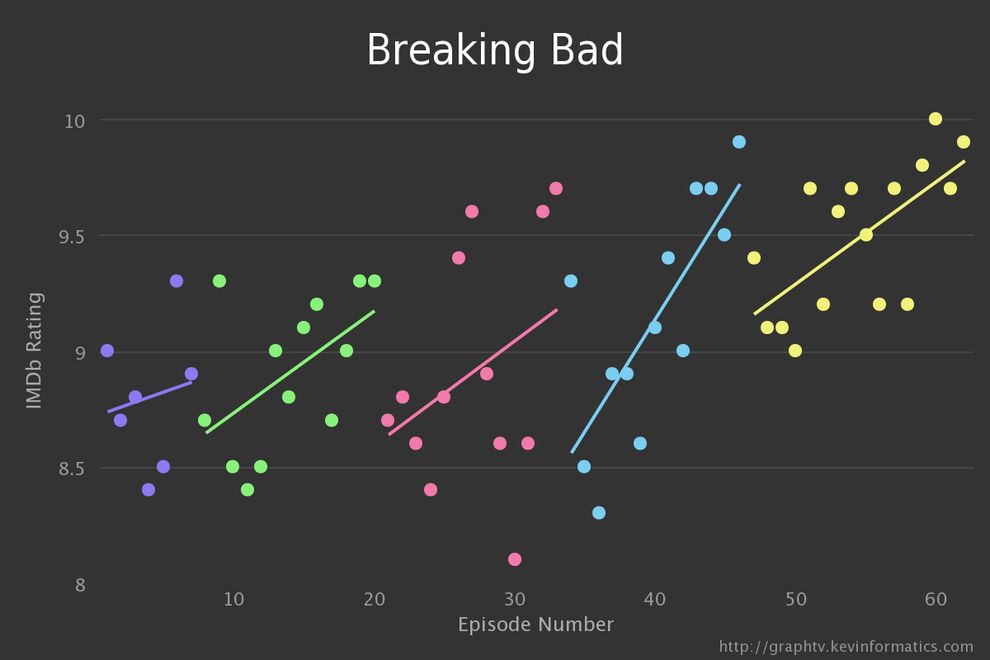 Breaking Bad
10
9.5
9
8.5
8
IMDb Rating
10 20 30 40 50 60
Episode Number
http://graphtv.kevinformatics.com